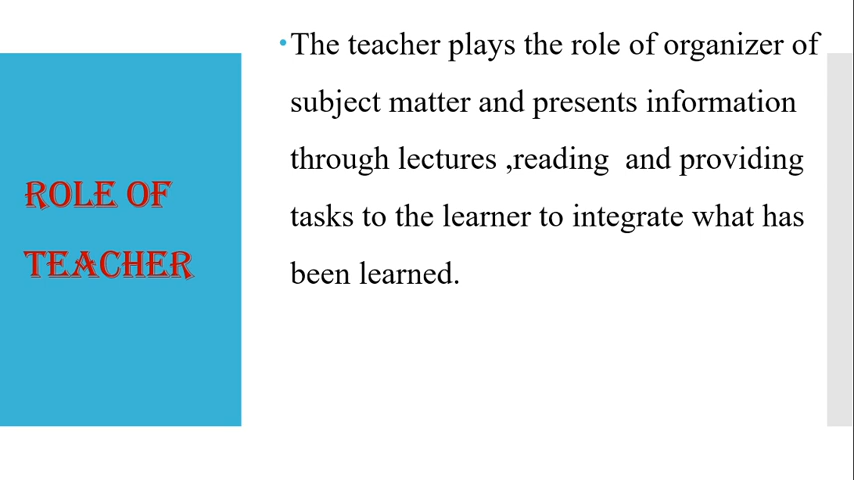 ROLE OF
TEACHER
•The teacher plays the role of organizer of
subject matter and presents information
through lectures ,reading  and providing
tasks to the learner to integrate what has
been learned.